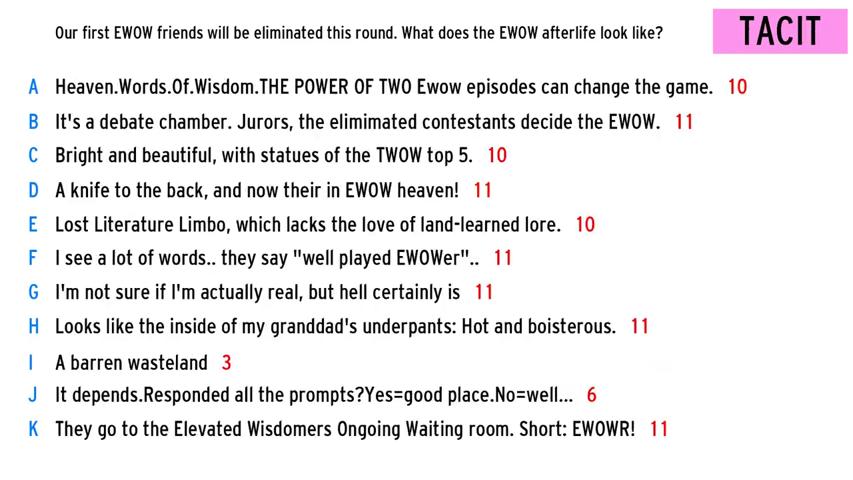 Our first EWOW friends will be eliminated this round. What does the EWOW afterlife look like?
TACIT
A Heaven.Words.Of.Wisdom.THE POWER OF TWO Ewow episodes can change the game. 10
B It's a debate chamber. Jurors, the elimimated contestants decide the EWOW. 11
C Bright and beautiful, with statues of the TWOW top 5. 10
D A knife to the back, and now their in EWOW heaven! 11
E Lost Literature Limbo, which lacks the love of land-learned lore. 10
F I see a lot of words.. they say "well played EWOWer".. 11
G I'm not sure if I'm actually real, but hell certainly is 11
H Looks like the inside of my granddad's underpants: Hot and boisterous. 11
I A barren wasteland 3
J It depends.Responded all the prompts?Yes=good place.No=well... 6
K They go to the Elevated Wisdomers Ongoing Waiting room. Short: EWOWR! 11